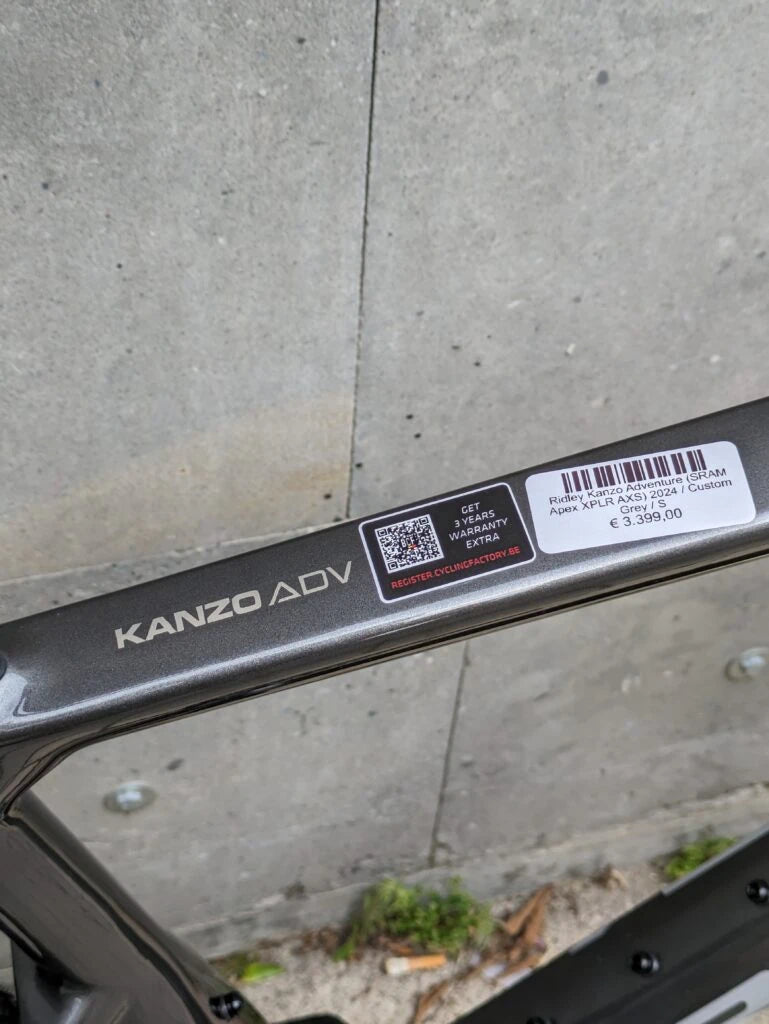 KANZO ADV
GET
3 YEARS
WARRANTY
EXTRA
REGISTER.CYCLINGFACTORY.BE
Ridley Kanzo Adventure (SRAM
Apex XPLR AXS) 2024 / Custom
Grey / S
€ 3.399,00